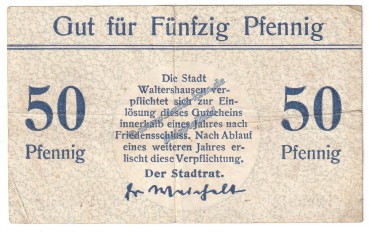 Gut für Fünfzig Pfennig
50
Pfennig
Die Stadt
Waltershausen ver-
pflichtet sich zur Ein-
lösung dieses Gutscheins
innerhalb eines Jahres nach
Friedensschluss. Nach Ablauf
eines weiteren Jahres er-
lischt diese Verpflichtung.
Der Stadtrat.
50
Pfennig